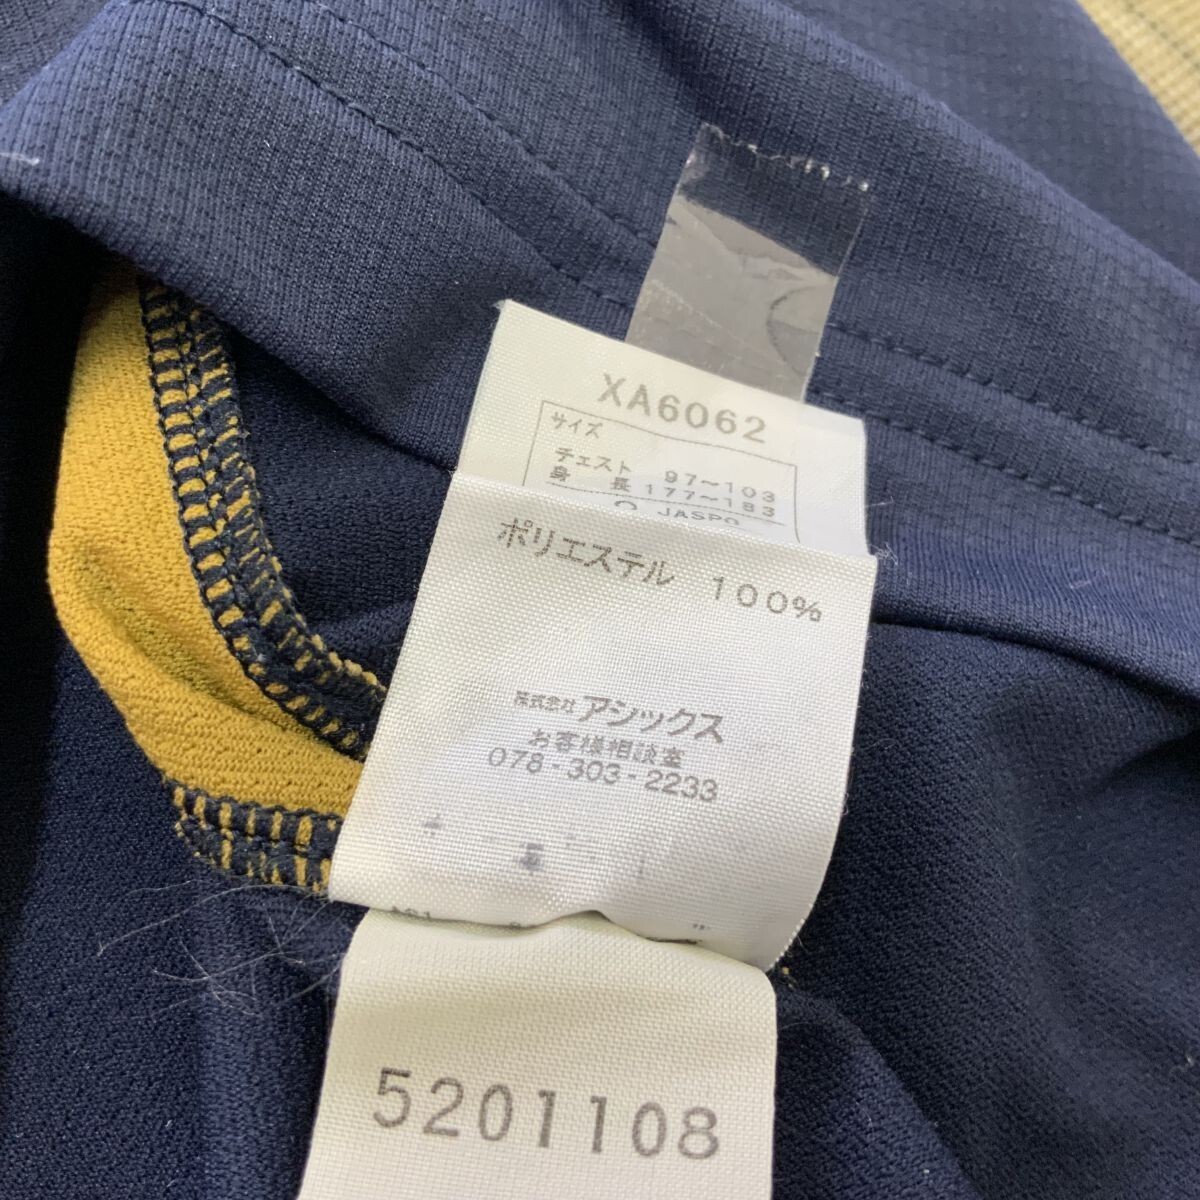 XA6062
サイズ
チェスト 97～103
身長 177～183
JASPO
ポリエステル 100%
株式会社アシックス
お客様相談室
078-303-2233
5201108